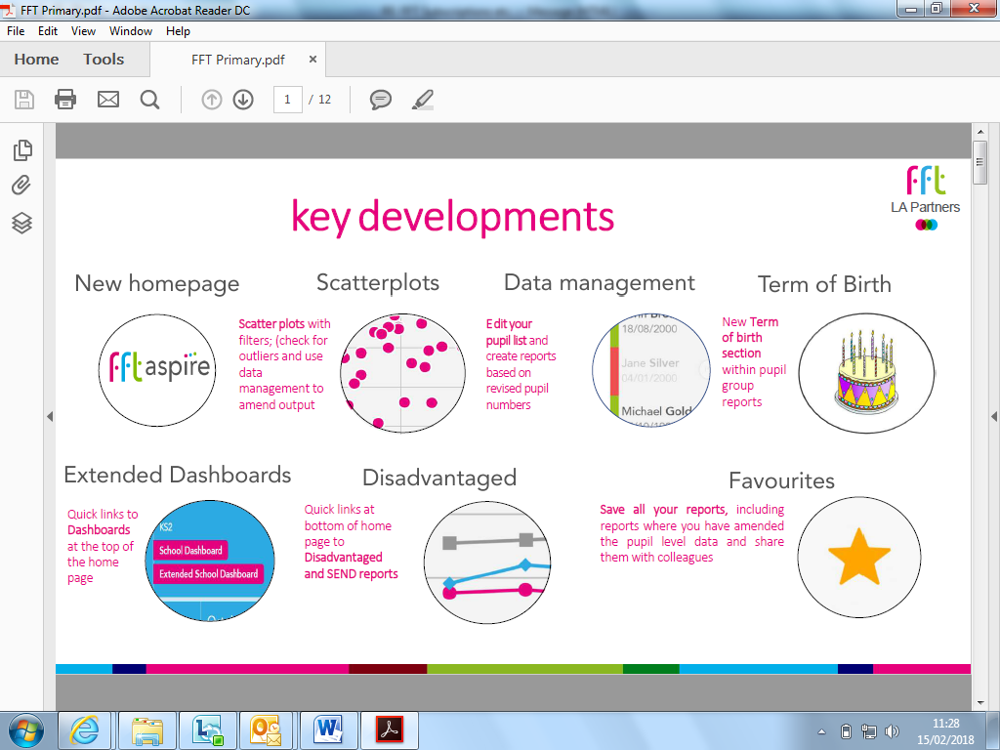 FFT Primary.pdf - Adobe Acrobat Reader DC
File Edit View Window Help
Home Tools FFT Primary.pdf ×
1 / 12
fft
LA Partners
key developments
New homepage
fft aspire
Scatterplots
Scatter plots with
filters; (check for
outliers and use
data
management to
amend output
Data management
Edit your
pupil list and
create reports
based on
revised pupil
numbers
18/08/2000
Jane Silver
04/01/2000
Michael Gold
Term of Birth
New Term
of birth
section
within pupil
group
reports
Extended Dashboards
Quick links to
Dashboards
at the top of
the home
page
KS2
School Dashboard
Extended School Dashboard
Disadvantaged
Quick links at
bottom of home
page to
Disadvantaged
and SEND reports
Favourites
Save all your reports, including
reports where you have amended
the pupil level data and share
them with colleagues
11:28
15/02/2018